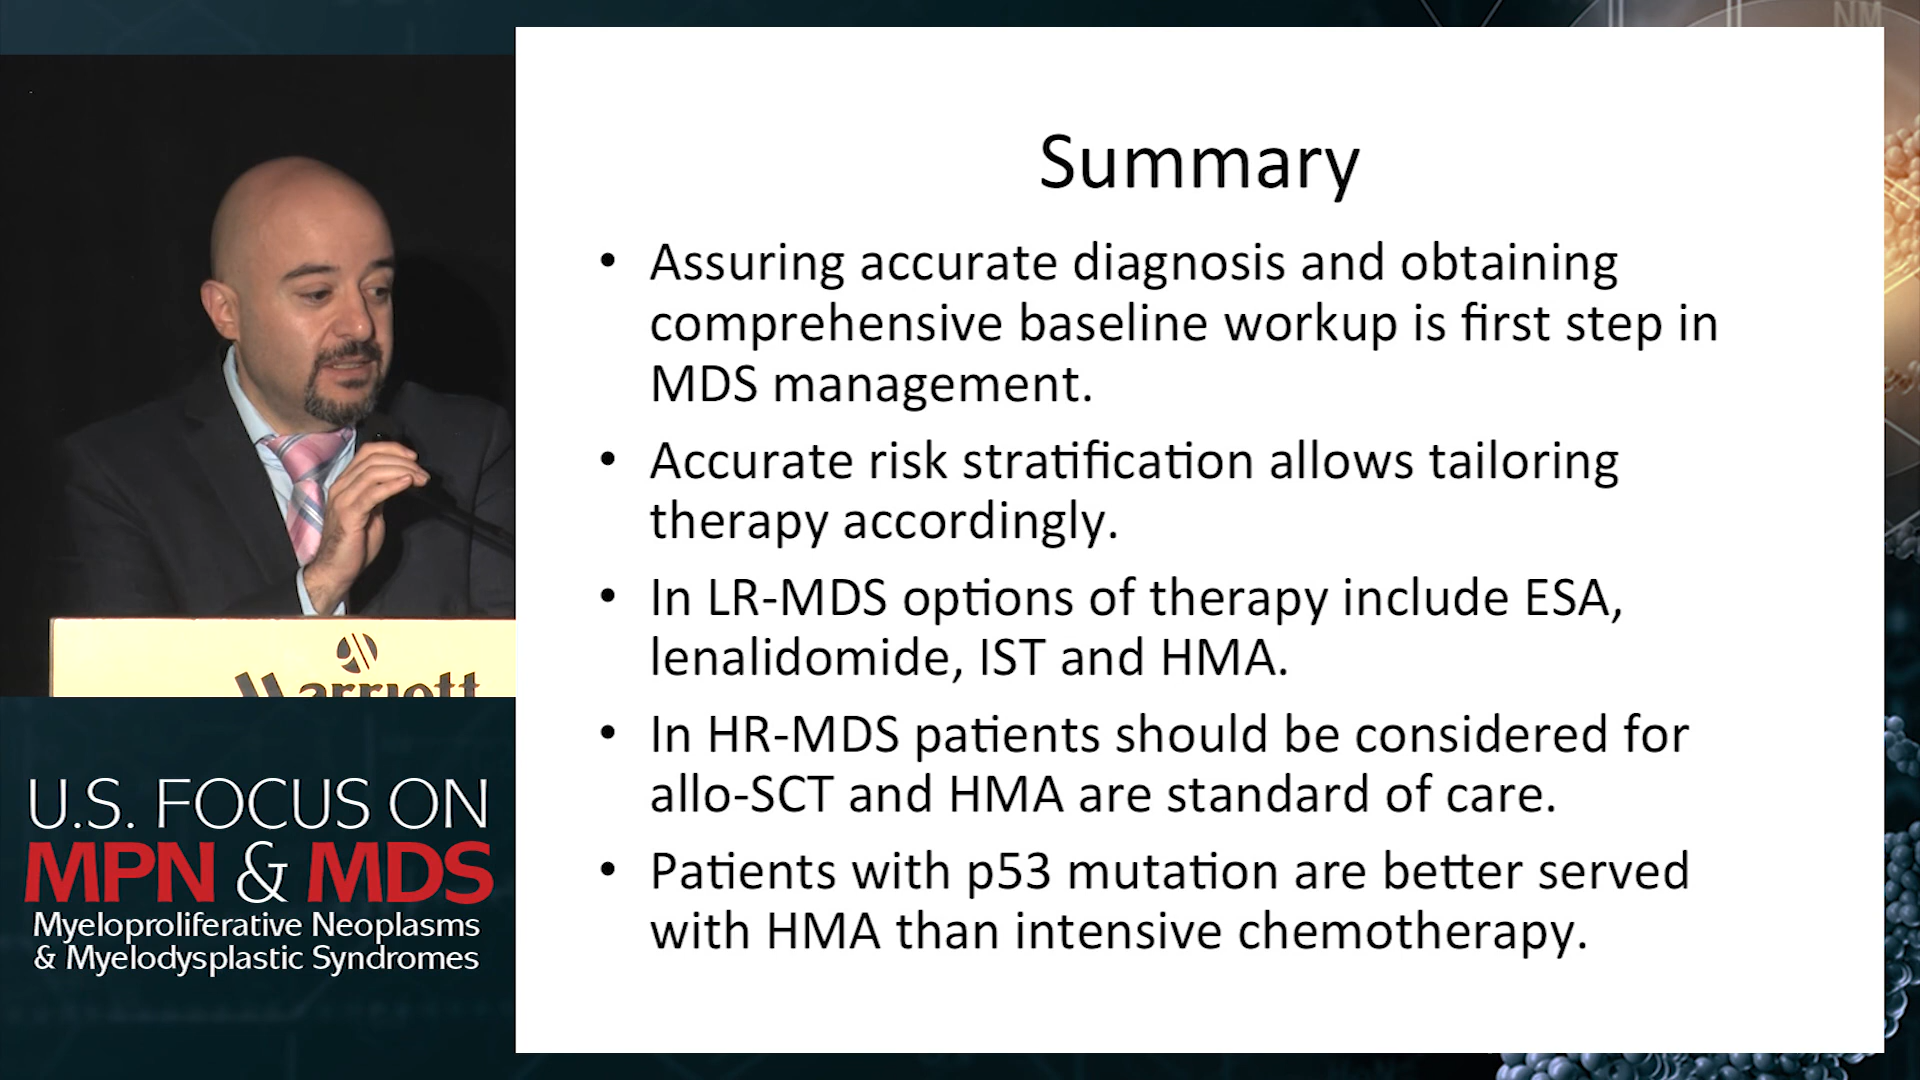 NM
Summary
• Assuring accurate diagnosis and obtaining
comprehensive baseline workup is first step in
MDS management.
• Accurate risk stratification allows tailoring
therapy accordingly.
• In LR-MDS options of therapy include ESA,
lenalidomide, IST and HMA.
• In HR-MDS patients should be considered for
allo-SCT and HMA are standard of care.
• Patients with p53 mutation are better served
with HMA than intensive chemotherapy.
Marriott
U.S. FOCUS ON
MPN & MDS
Myeloproliferative Neoplasms
& Myelodysplastic Syndromes